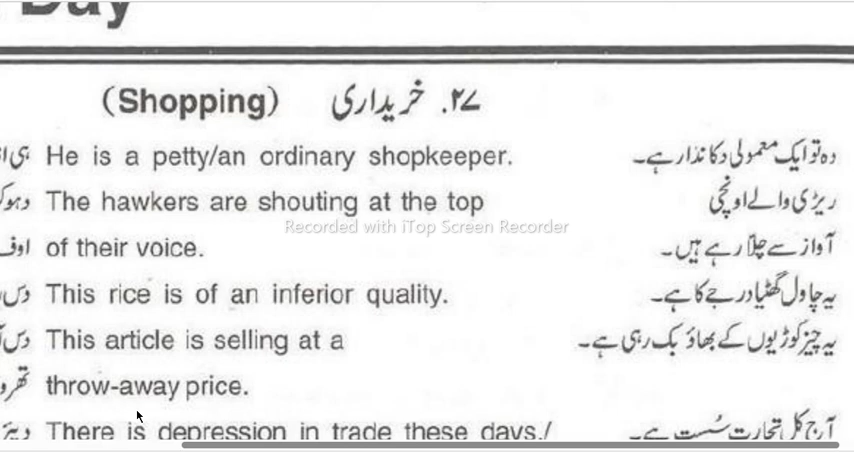 Day
(Shopping) ۲۷. خریداری
He is a petty/an ordinary shopkeeper. وہ تو ایک معمولی دکاندار ہے۔
The hawkers are shouting at the top ریڑی والے اونچی
Recorded with iTop Screen Recorder
of their voice. آواز سے چلّا رہے ہیں۔
This rice is of an inferior quality. یہ چاول گھٹیا درجے کا ہے۔
This article is selling at a یہ چیز کوڑیوں کے بھاؤ بک رہی ہے۔
throw-away price.
There is depression in trade these days./ آج کل تجارت سُست ہے۔